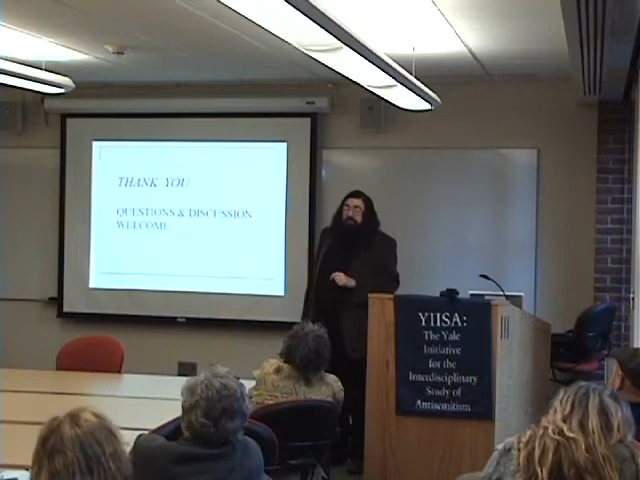 THANK YOU
QUESTIONS & DISCUSSION
WELCOME
YIISA:
The Yale
Initiative
for the
Interdisciplinary
Study of
Antisemitism